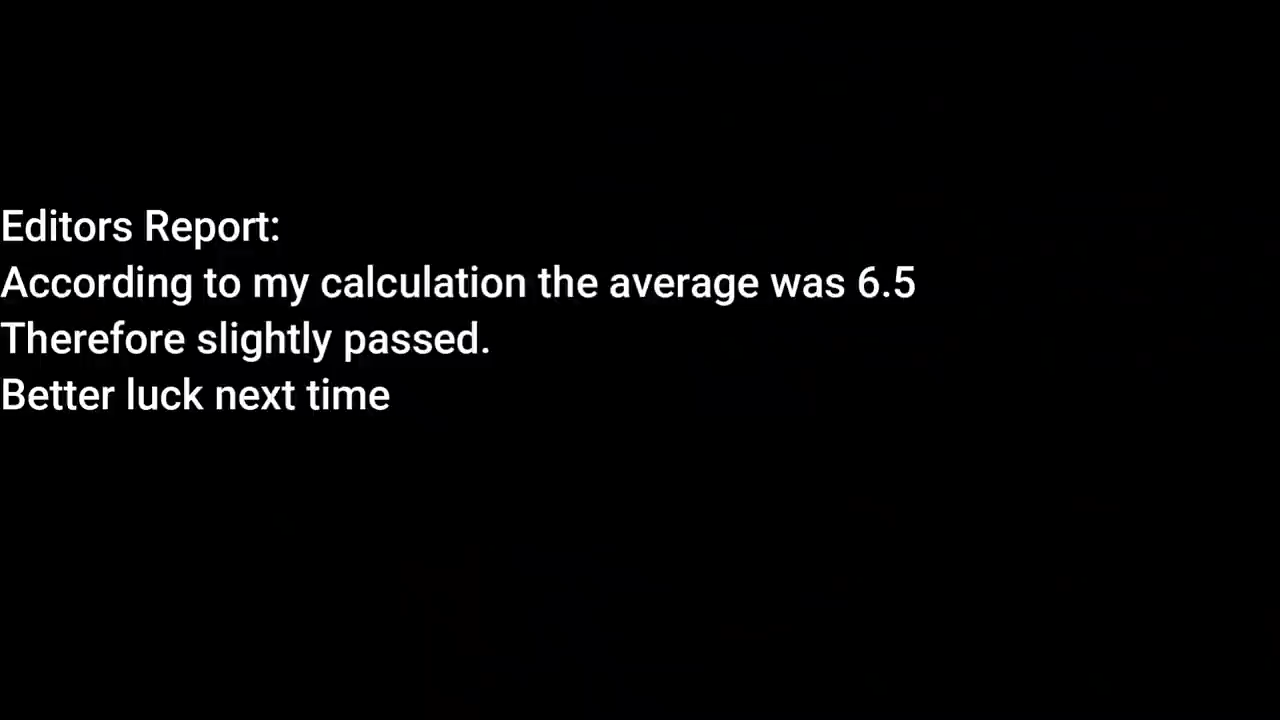 Editors Report:
According to my calculation the average was 6.5
Therefore slightly passed.
Better luck next time